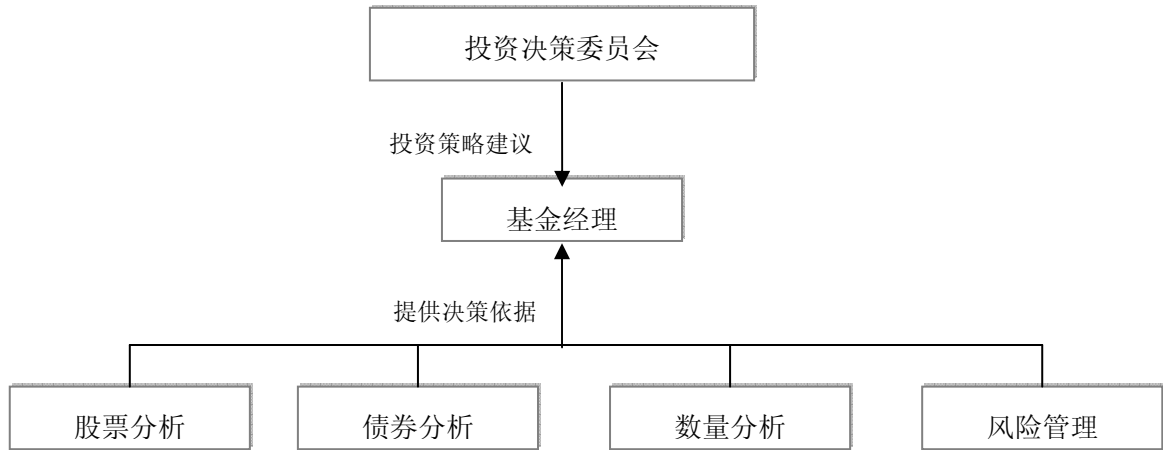 投资决策委员会
投资策略建议
基金经理
提供决策依据
股票分析
债券分析
数量分析
风险管理